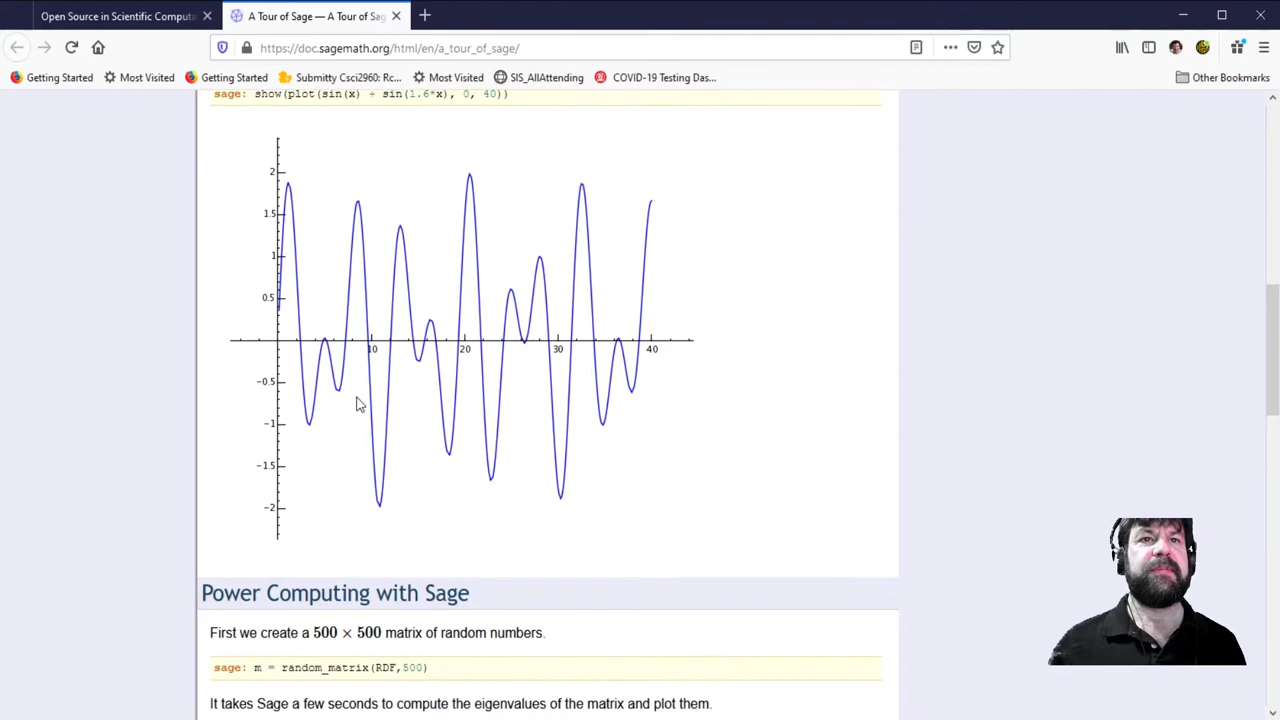 Open Source in Scientific Computa
A Tour of Sage — A Tour of Sag
https://doc.sagemath.org/html/en/a_tour_of_sage/
Getting Started
Most Visited
Getting Started
Submitty Csci2960: Rc...
Most Visited
SIS_AllAttending
COVID-19 Testing Das...
Other Bookmarks
sage: show(plot(sin(x) + sin(1.6*x), 0, 40))
2
1.5
1
0.5
10 20 30 40
-0.5
-1
-1.5
-2
Power Computing with Sage
First we create a 500 × 500 matrix of random numbers.
sage: m = random_matrix(RDF,500)
It takes Sage a few seconds to compute the eigenvalues of the matrix and plot them.